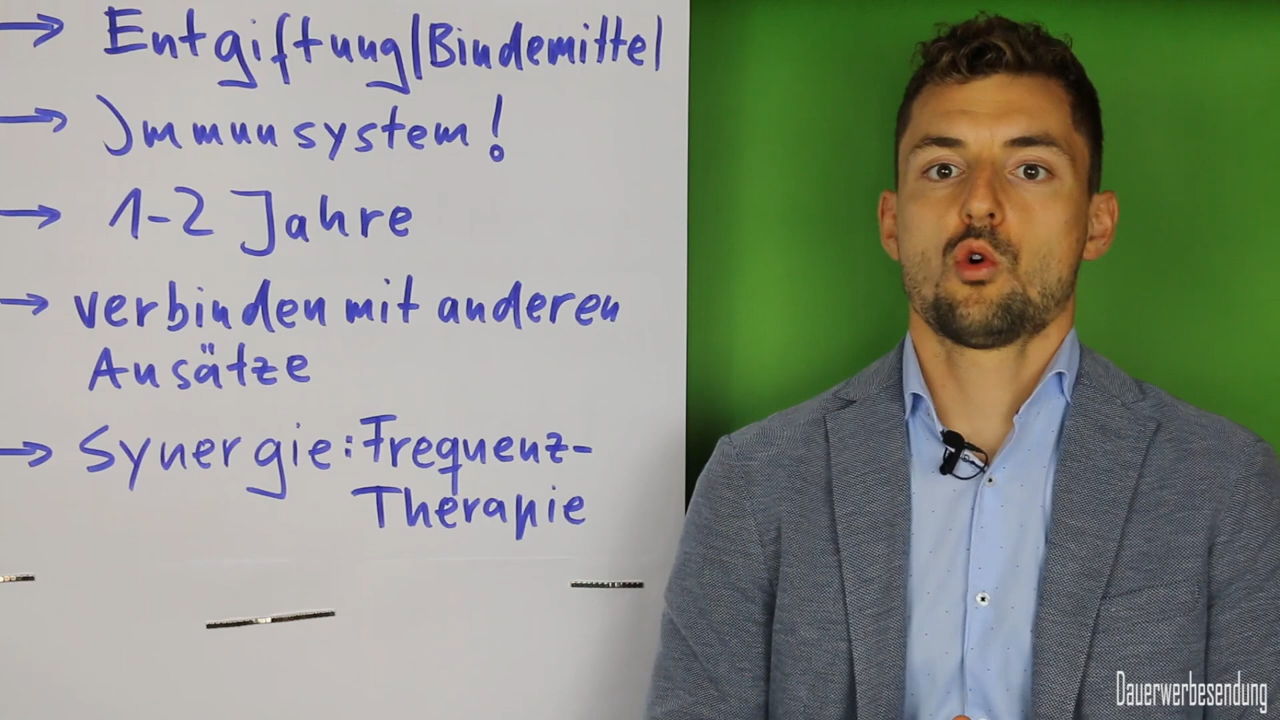 → Entgiftung/Bindemittel
→ Immunsystem!
→ 1-2 Jahre
→ verbinden mit anderen
Ansätze
→ Synergie: Frequenz-
Therapie
Dauerwerbesendung